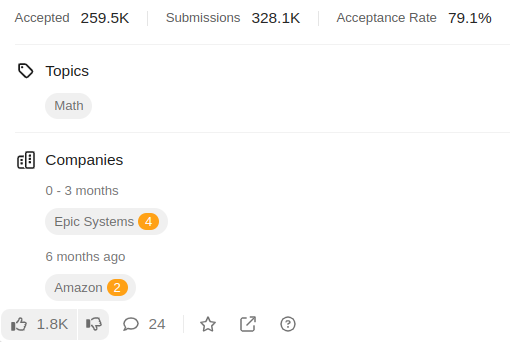 Accepted 259.5K Submissions 328.1K Acceptance Rate 79.1%
Topics
Math
Companies
0 - 3 months
Epic Systems 4
6 months ago
Amazon 2
1.8K 24